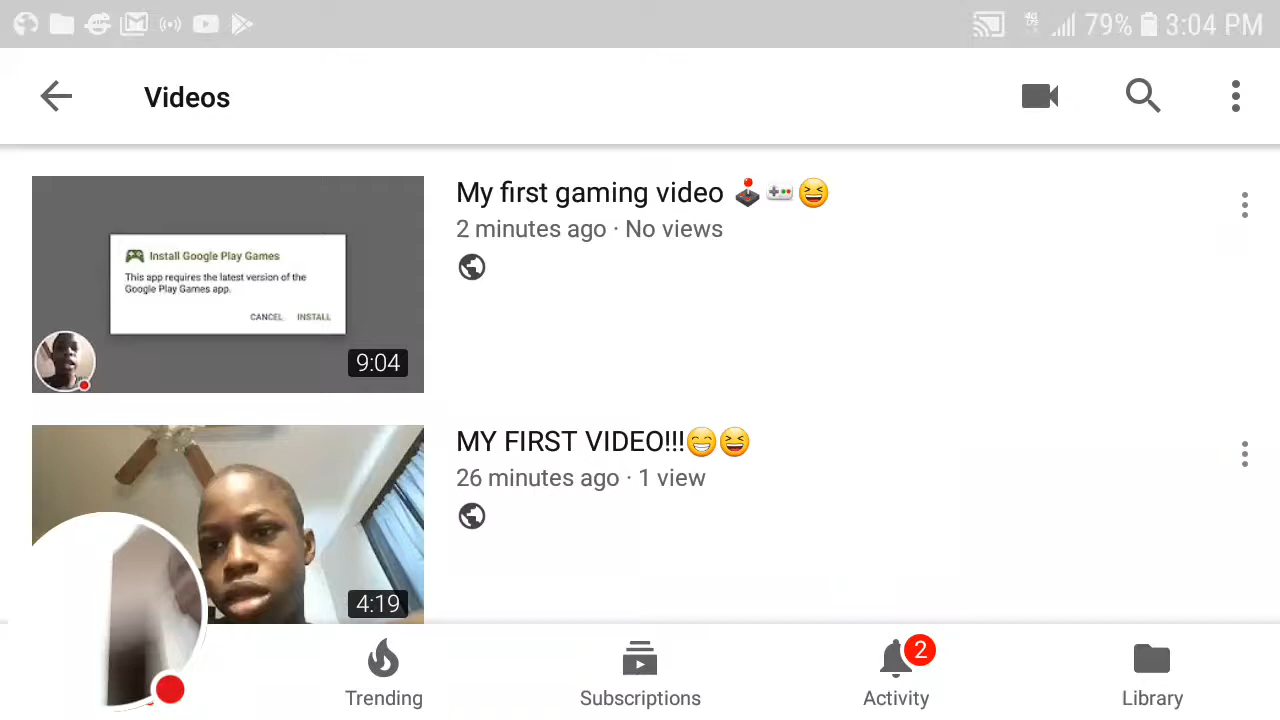 79% 3:04 PM
Videos
My first gaming video 🕹️🎮😆
2 minutes ago · No views
Install Google Play Games
This app requires the latest version of the
Google Play Games app.
CANCEL INSTALL
9:04
MY FIRST VIDEO!!!😁😆
26 minutes ago · 1 view
4:19
2
Trending
Subscriptions
Activity
Library